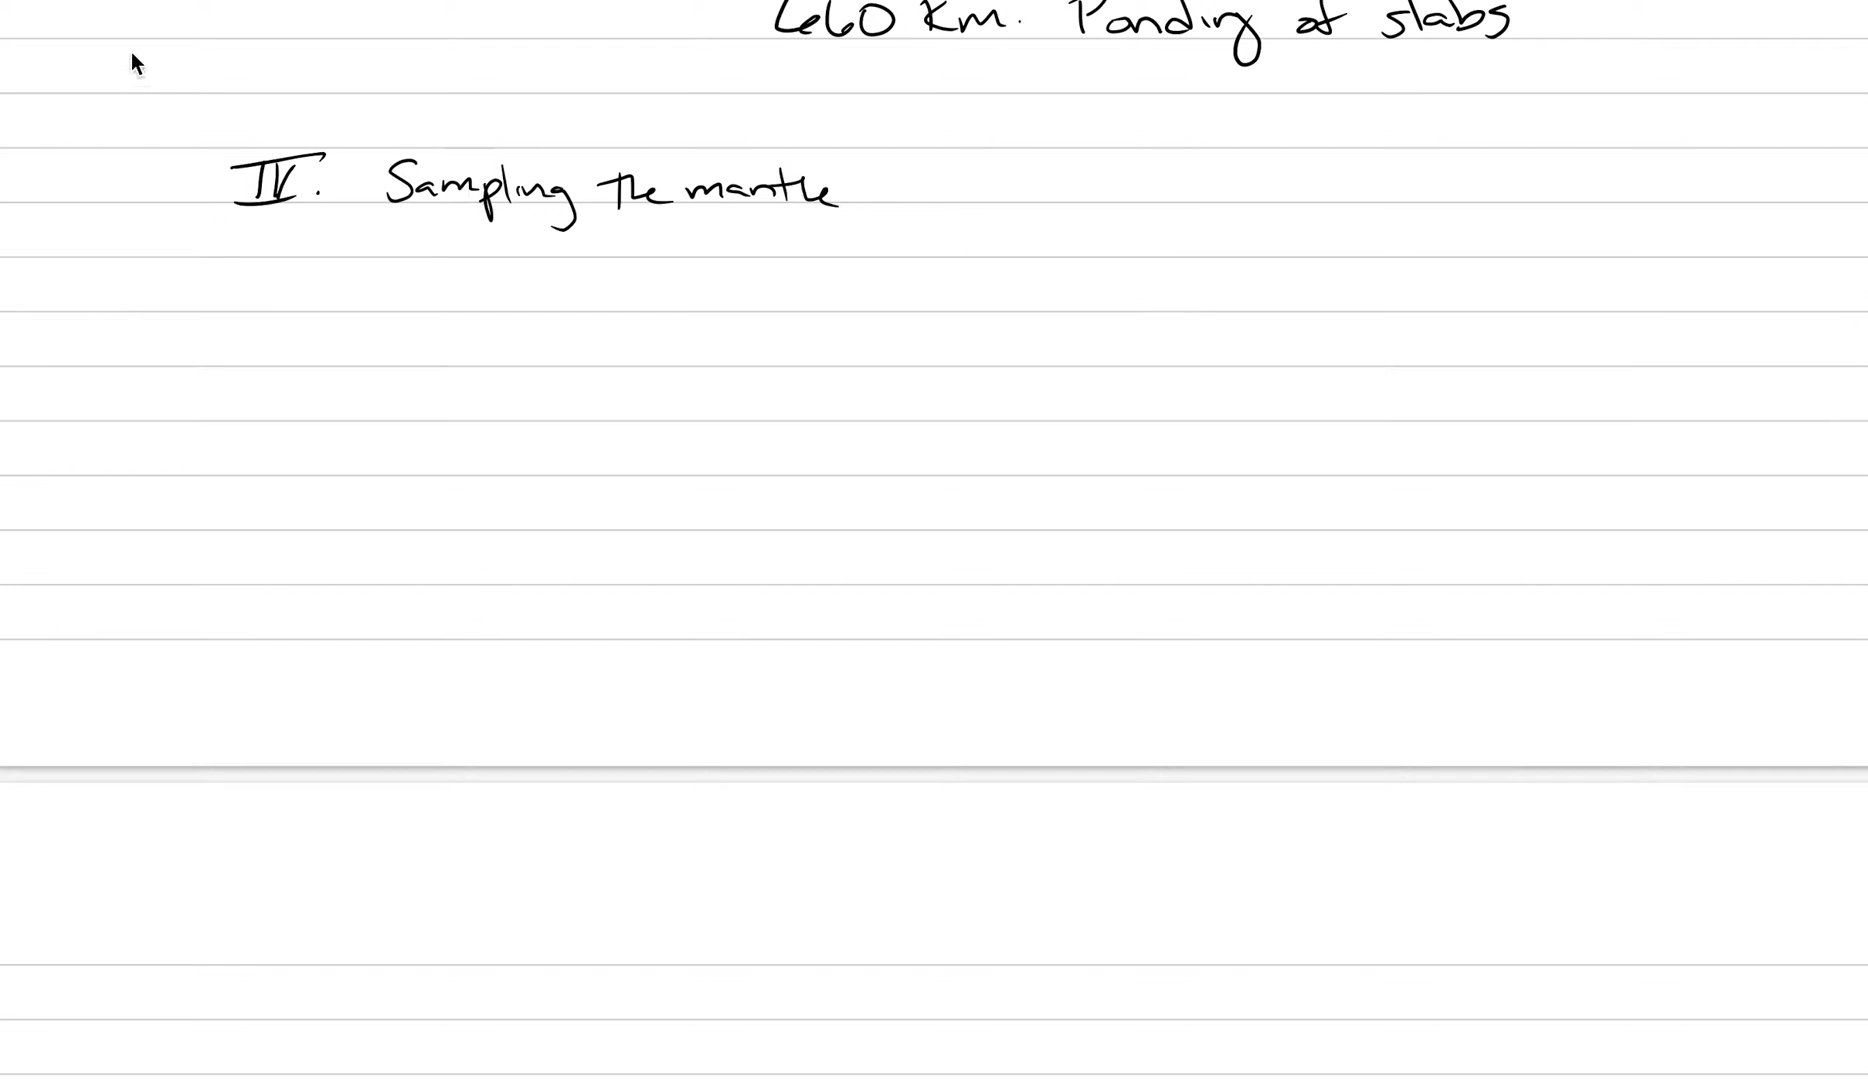 660 km. Ponding of slabs
IV. Sampling the mantle